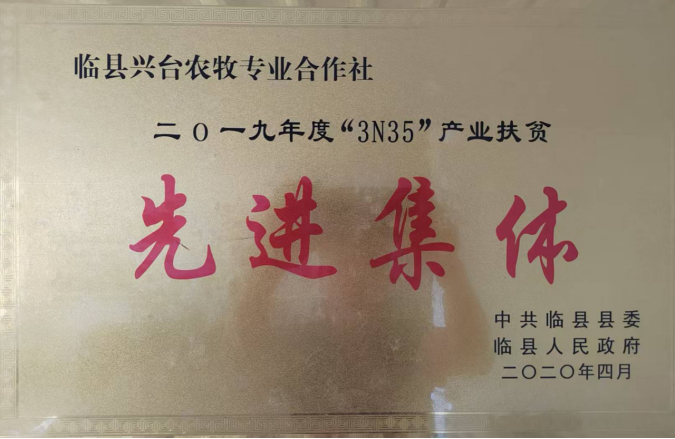 临县兴台农牧专业合作社
二O一九年度“3N35”产业扶贫
先进集体
中共临县县委
临县人民政府
二〇二〇年四月